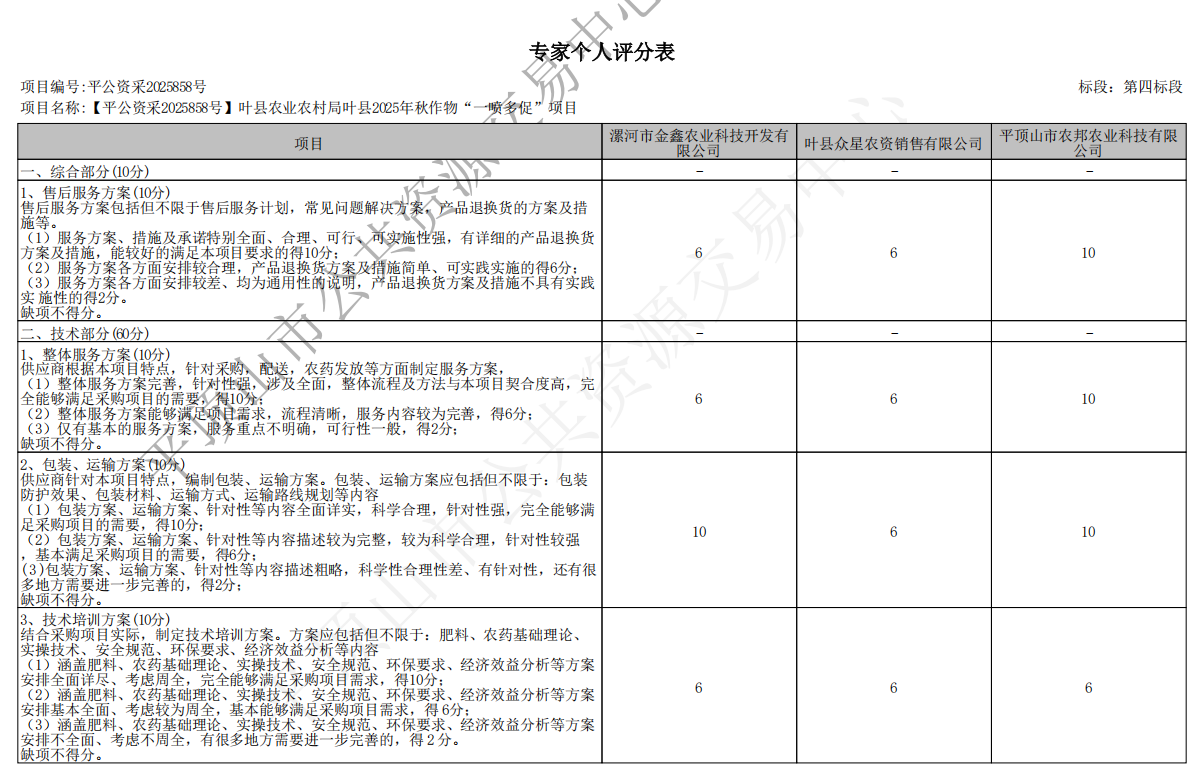 专家个人评分表
项目编号:平公资采2025858号
标段: 第四标段
项目名称:【平公资采2025858号】叶县农业农村局叶县2025年秋作物“一喷多促”项目
项目
漯河市金鑫农业科技开发有
限公司
叶县众星农资销售有限公司
平顶山市农邦农业科技有限
公司
一、综合部分(10分)
–
–
–
1、售后服务方案(10分)
售后服务方案包括但不限于售后服务计划，常见问题解决方案，产品退换货的方案及措
施等。
（1）服务方案、措施及承诺特别全面、合理、可行、可实施性强，有详细的产品退换货
方案及措施，能较好的满足本项目要求的得10分；
（2）服务方案各方面安排较合理，产品退换货方案及措施简单、可实践实施的得6分；
（3）服务方案各方面安排较差、均为通用性的说明，产品退换货方案及措施不具有实践
实 施性的得2分。
缺项不得分。
6
6
10
二、技术部分(60分)
–
–
–
1、整体服务方案(10分)
供应商根据本项目特点，针对采购，配送，农药发放等方面制定服务方案，
（1）整体服务方案完善，针对性强，涉及全面，整体流程及方法与本项目契合度高，完
全能够满足采购项目的需要，得10分；
（2）整体服务方案能够满足项目需求，流程清晰，服务内容较为完善，得6分；
（3）仅有基本的服务方案，服务重点不明确，可行性一般，得2分；
缺项不得分。
6
6
10
2、包装、运输方案(10分)
供应商针对本项目特点，编制包装、运输方案。包装、运输方案应包括但不限于：包装
防护效果、包装材料、运输方式、运输路线规划等内容
（1）包装方案、运输方案、针对性等内容全面详实，科学合理，针对性强，完全能够满
足采购项目的需要，得10分；
（2）包装方案、运输方案、针对性等内容描述较为完整，较为科学合理，针对性较强
，基本满足采购项目的需要，得6分；
(3)包装方案、运输方案、针对性等内容描述粗略，科学性合理性差、有针对性，还有很
多地方需要进一步完善的，得2分；
缺项不得分。
10
6
10
3、技术培训方案(10分)
结合采购项目实际，制定技术培训方案。方案应包括但不限于：肥料、农药基础理论、
实操技术、安全规范、环保要求、经济效益分析等内容
（1）涵盖肥料、农药基础理论、实操技术、安全规范、环保要求、经济效益分析等方案
安排全面详尽、考虑周全，完全能够满足采购项目需求，得10分；
（2）涵盖肥料、农药基础理论、实操技术、安全规范、环保要求、经济效益分析等方案
安排基本全面、考虑较为周全，基本能够满足采购项目需求，得 6分；
（3）涵盖肥料、农药基础理论、实操技术、安全规范、环保要求、经济效益分析等方案
安排不全面、考虑不周全，有很多地方需要进一步完善的，得 2 分。
缺项不得分。
6
6
6
平顶山市公共资源交易中心
平顶山市公共资源交易中心